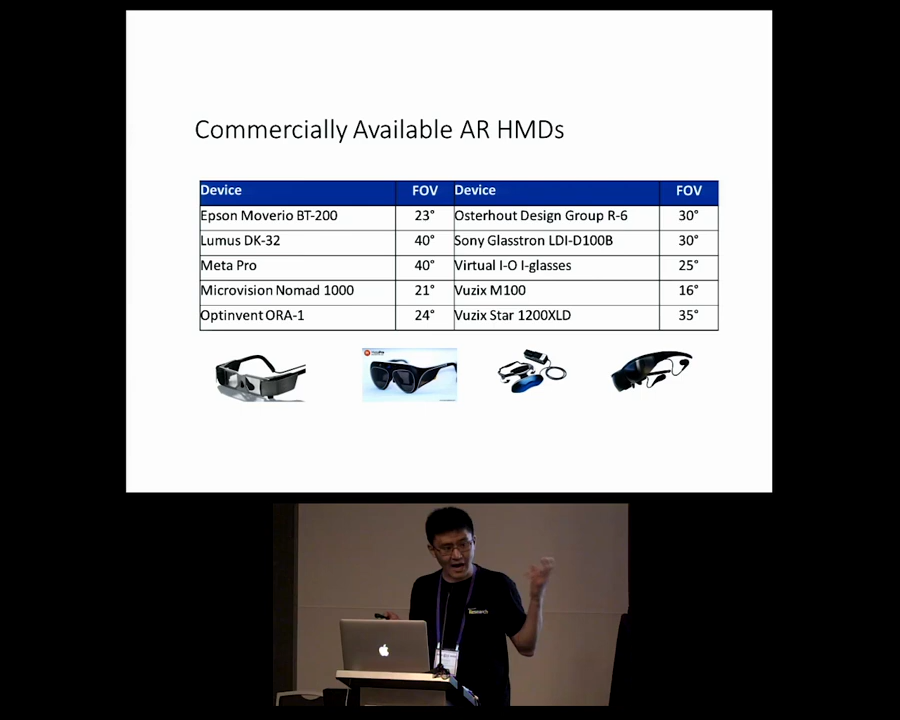 Commercially Available AR HMDs
Device FOV Device FOV
Epson Moverio BT-200 23° Osterhout Design Group R-6 30°
Lumus DK-32 40° Sony Glasstron LDI-D100B 30°
Meta Pro 40° Virtual I-O I-glasses 25°
Microvision Nomad 1000 21° Vuzix M100 16°
Optinvent ORA-1 24° Vuzix Star 1200XLD 35°
Research